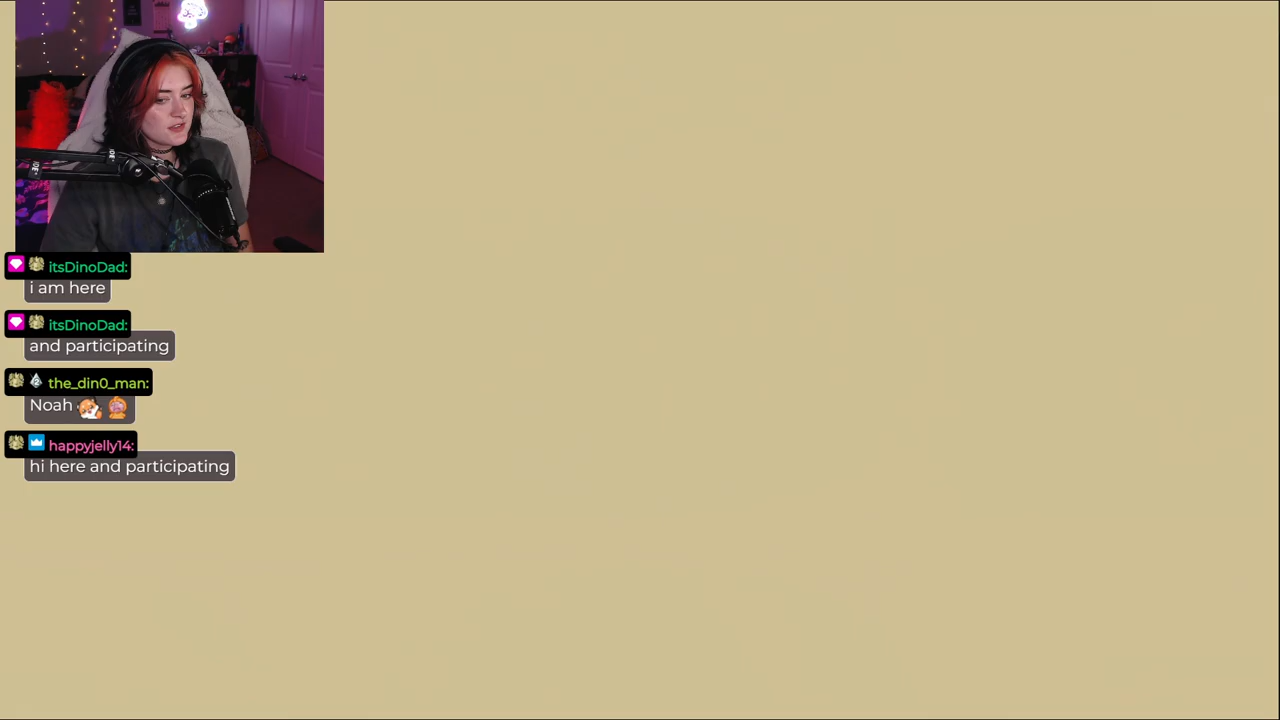 itsDinoDad:
i am here
itsDinoDad:
and participating
the_din0_man:
Noah
happyjelly14:
hi here and participating